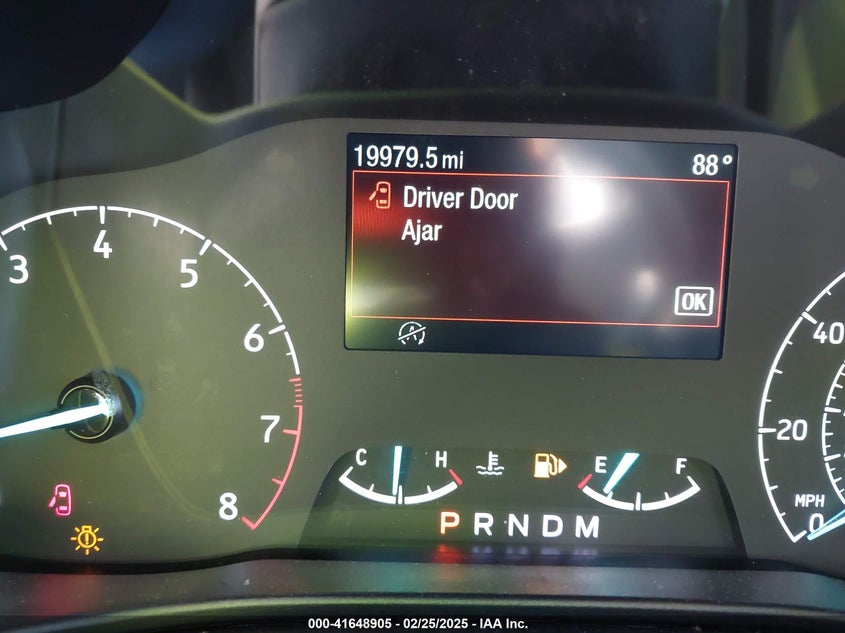 19979.5 mi 88°
Driver Door
Ajar
OK
3 4 5 6 7 8
40
20
MPH
0
C H E F
P R N D M
000-41648905 - 02/25/2025 - IAA Inc.